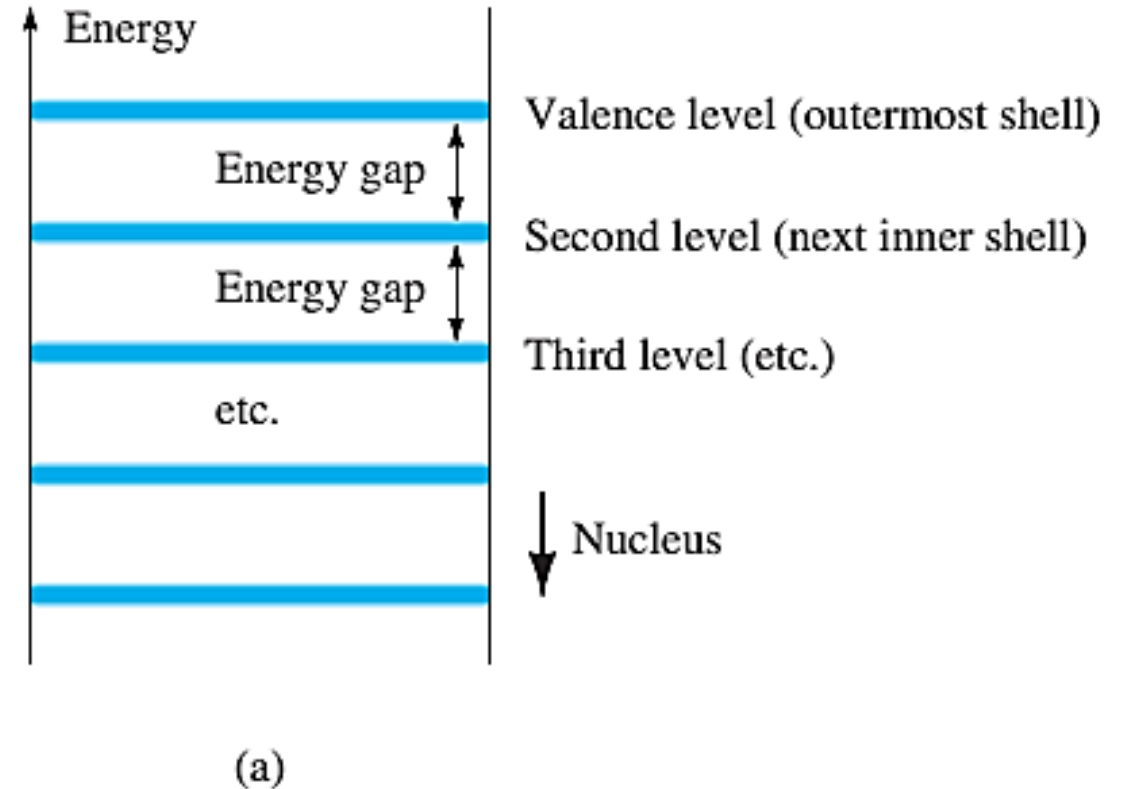 Energy
Valence level (outermost shell)
Energy gap
Second level (next inner shell)
Energy gap
Third level (etc.)
etc.
Nucleus
(a)